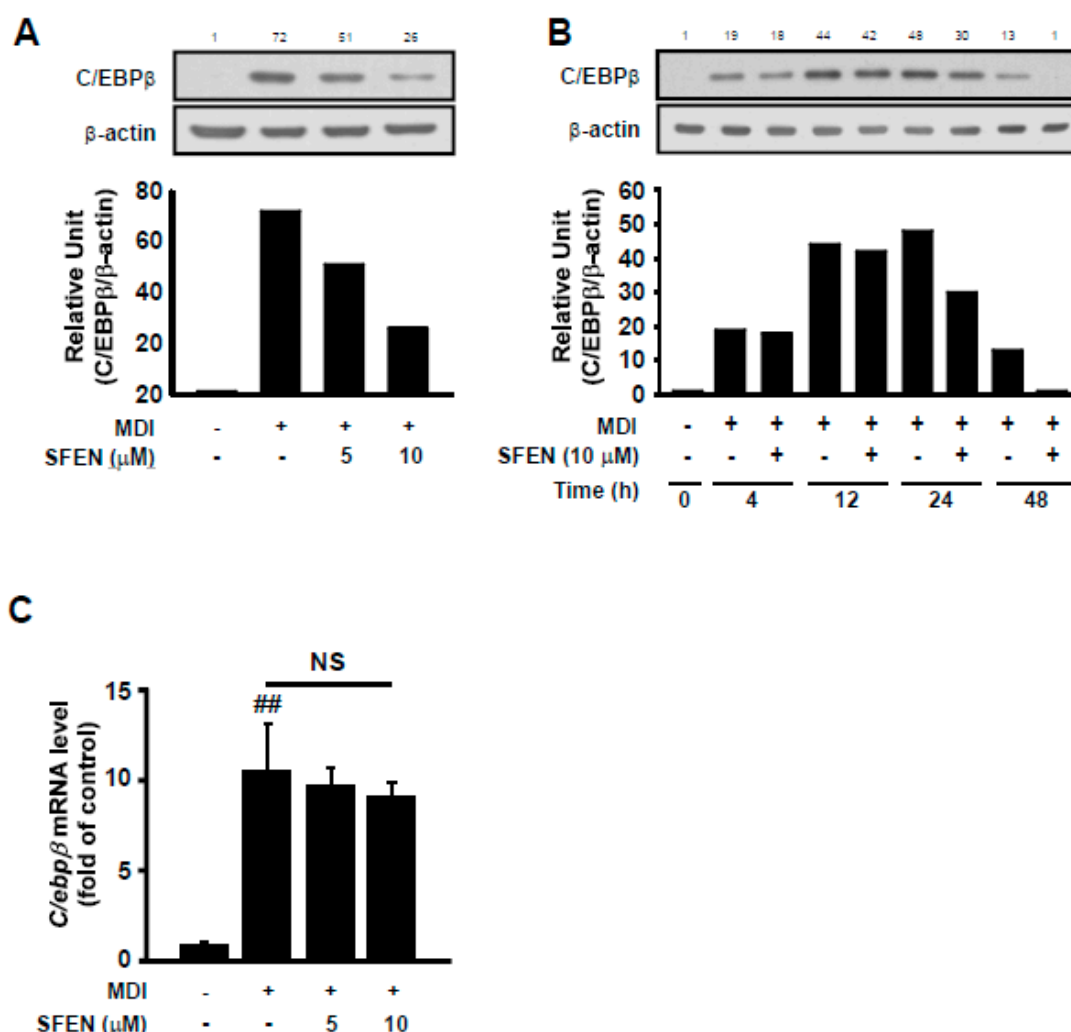 A
1 72 51 26
C/EBPβ
β-actin
Relative Unit
(C/EBPβ/β-actin)
80
60
40
20
20
MDI - + + +
SFEN (μM) - - 5 10
B
1 19 18 44 42 48 30 13 1
C/EBPβ
β-actin
Relative Unit
(C/EBPβ/β-actin)
60
50
40
30
20
10
0
MDI - + + + + + + + +
SFEN (10 μM) - - + - + - + - +
Time (h) 0 4 12 24 48
C
NS
##
C/ebpβ mRNA level
(fold of control)
15
10
5
0
MDI - + + +
SFEN (μM) - - 5 10